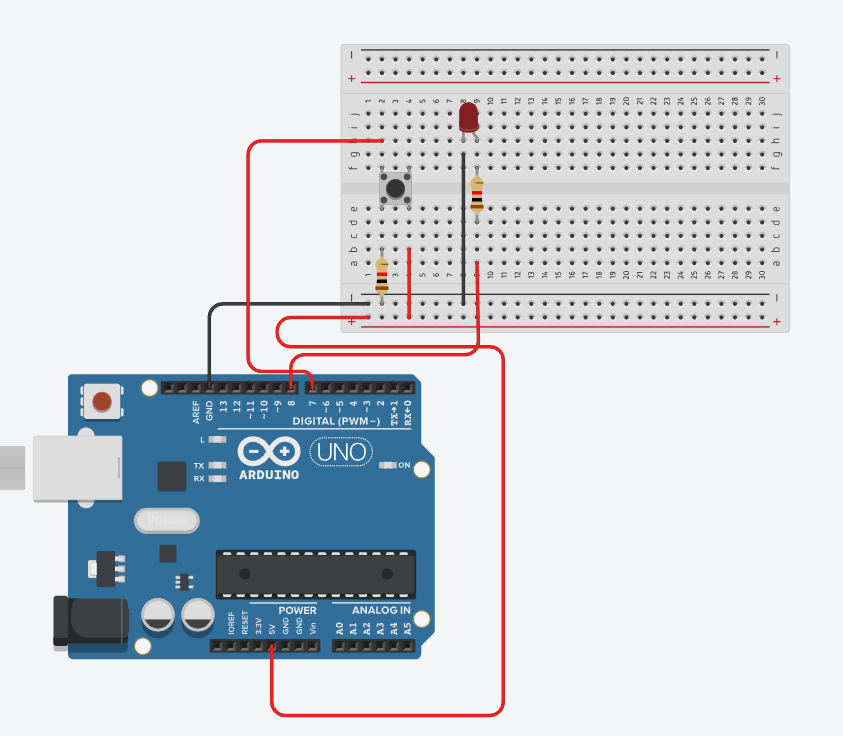 − −
+ +
1 2 3 4 5 6 7 8 9 10 11 12 13 14 15 16 17 18 19 20 21 22 23 24 25 26 27 28 29 30
j j
i i
h h
g g
f f
e e
d d
c c
b b
a a
1 2 3 4 5 6 7 8 9 10 11 12 13 14 15 16 17 18 19 20 21 22 23 24 25 26 27 28 29 30
− −
+ +
AREF GND 13 12 ~11 ~10 ~9 8 7 ~6 ~5 4 ~3 2 TX→1 RX←0
DIGITAL (PWM~)
L
TX
RX
ARDUINO
UNO
ON
POWER
ANALOG IN
IOREF RESET 3.3V 5V GND GND Vin A0 A1 A2 A3 A4 A5